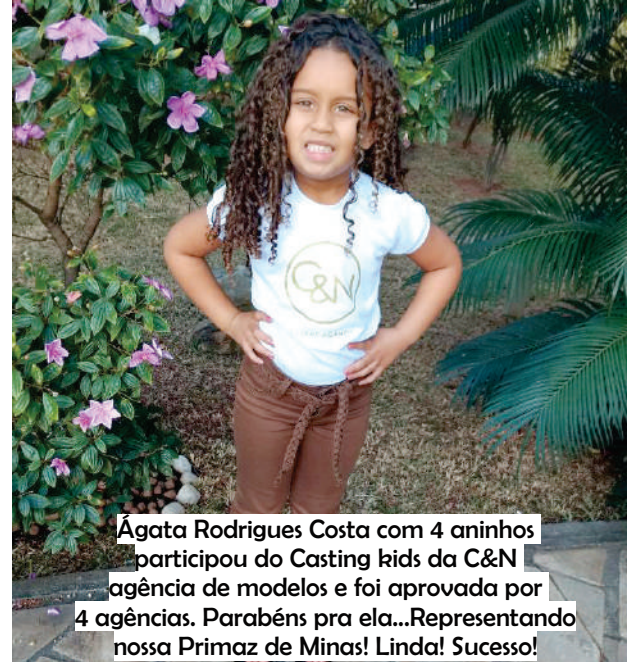 C&N
Ágata Rodrigues Costa com 4 aninhos
participou do Casting kids da C&N
agência de modelos e foi aprovada por
4 agências. Parabéns pra ela...Representando
nossa Primaz de Minas! Linda! Sucesso!